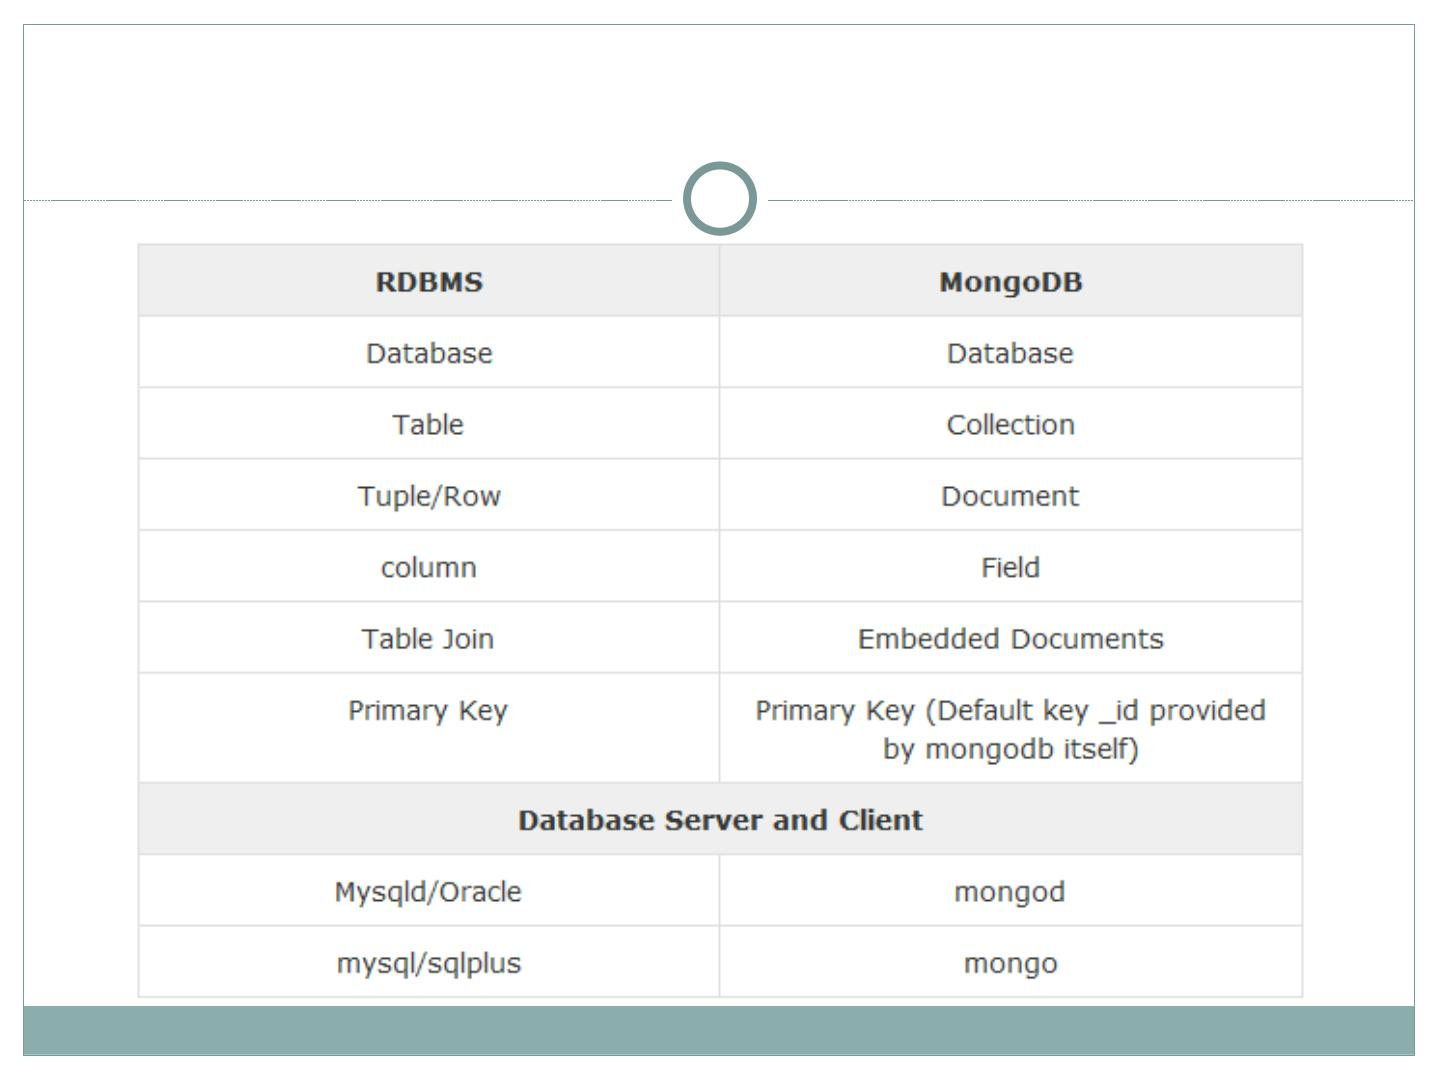 RDBMS MongoDB
Database Database
Table Collection
Tuple/Row Document
column Field
Table Join Embedded Documents
Primary Key Primary Key (Default key _id provided
by mongodb itself)
Database Server and Client
Mysqld/Oracle mongod
mysql/sqlplus mongo